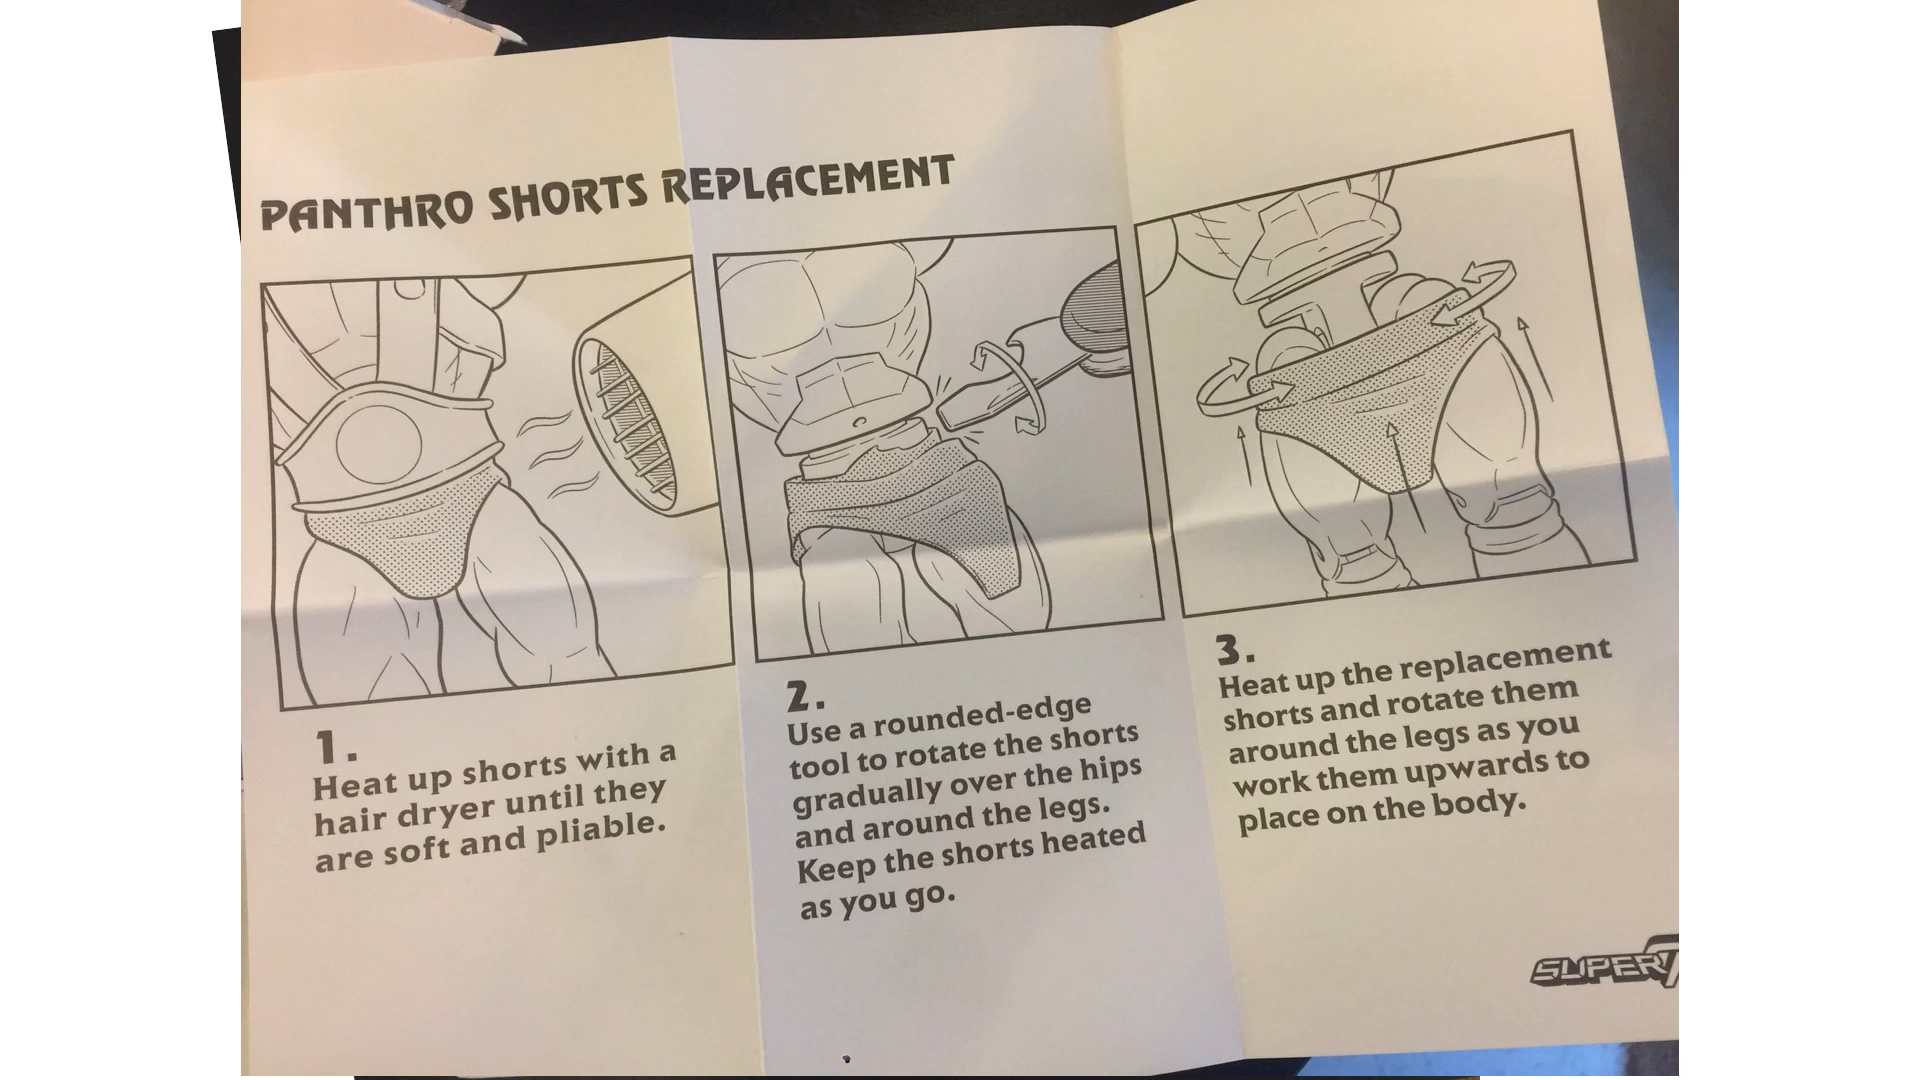 PANTHRO SHORTS REPLACEMENT
1.
Heat up shorts with a
hair dryer until they
are soft and pliable.
2.
Use a rounded-edge
tool to rotate the shorts
gradually over the hips
and around the legs.
Keep the shorts heated
as you go.
3.
Heat up the replacement
shorts and rotate them
around the legs as you
work them upwards to
place on the body.
SUPER7